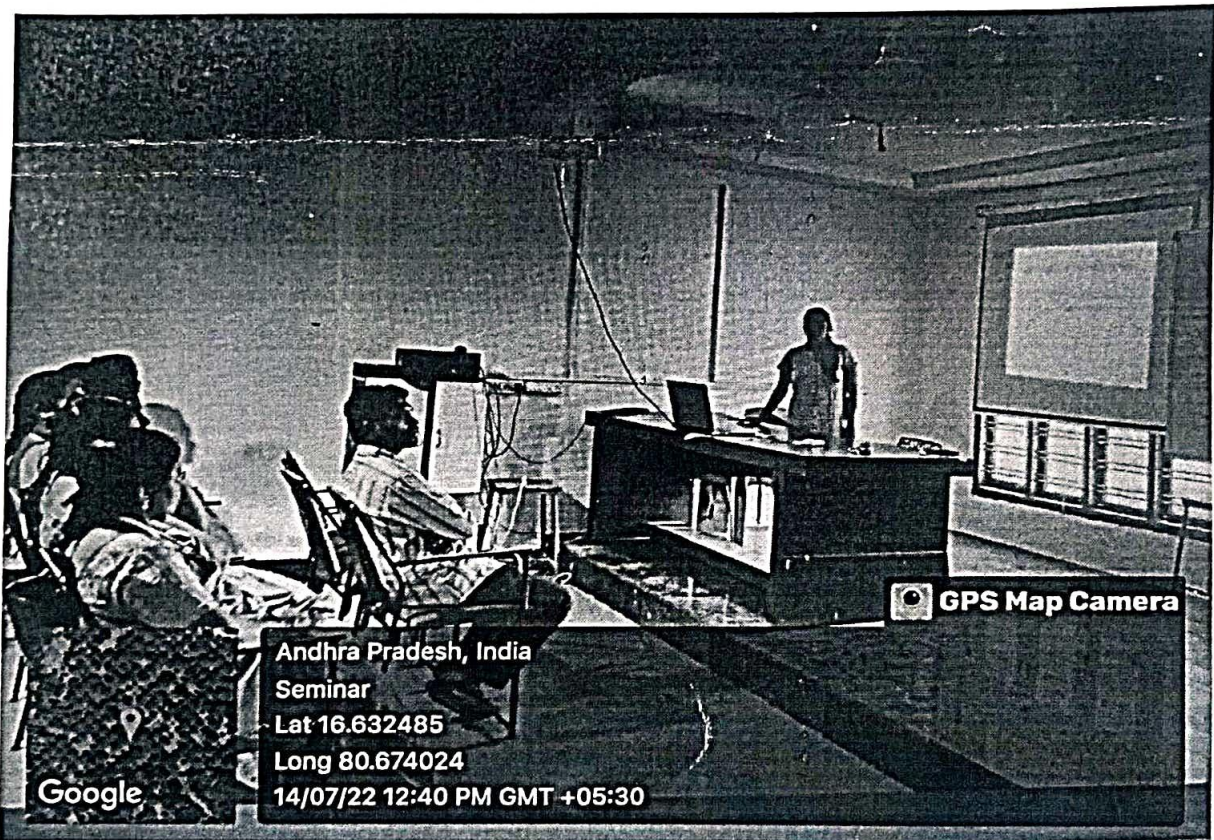 GPS Map Camera
Andhra Pradesh, India
Seminar
Lat 16.632485
Long 80.674024
14/07/22 12:40 PM GMT +05:30
Google